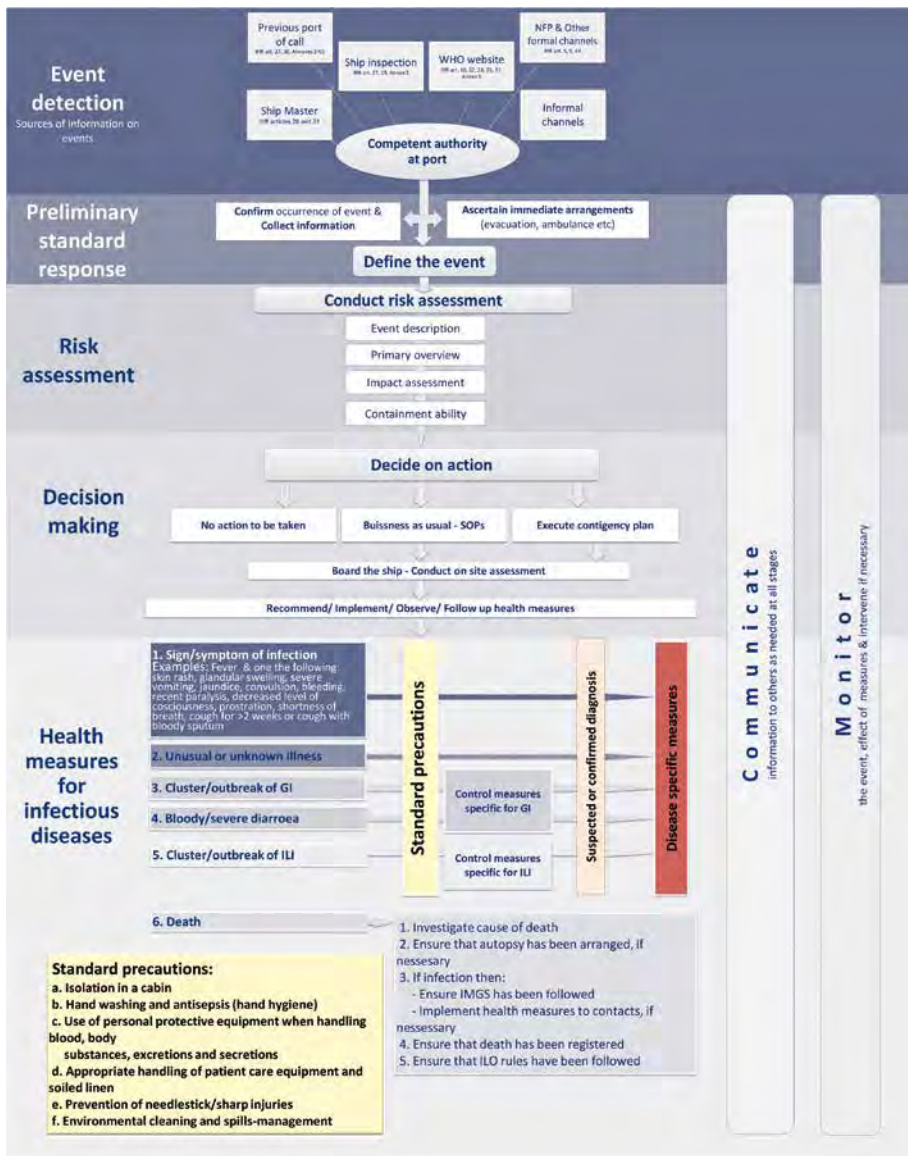 Event
detection
Sources of information on
events
Previous port
of call
Ship inspection
WHO website
NFP & Other
formal channels
Ship Master
Informal
channels
Competent authority
at port
Preliminary
standard
response
Confirm occurrence of event &
Collect information
Ascertain immediate arrangements
(evacuation, ambulance etc)
Define the event
Risk
assessment
Conduct risk assessment
Event description
Primary overview
Impact assessment
Containment ability
Decision
making
Decide on action
No action to be taken
Buissness as usual - SOPs
Execute contigency plan
Board the ship - Conduct on site assessment
Recommend/ Implement/ Observe/ Follow up health measures
Health
measures
for
infectious
diseases
1. Sign/symptom of infection
Examples: Fever & one the following:
skin rash, glandular swelling, severe
vomiting, jaundice, convulsion, bleeding,
recent paralysis, decreased level of
cosciousness, prostration, shortness of
breath, cough for >2 weeks or cough with
bloody sputum
2. Unusual or unknown illness
3. Cluster/outbreak of GI
4. Bloody/severe diarroea
5. Cluster/outbreak of ILI
Standard precautions
Control measures
specific for GI
Control measures
specific for ILI
Suspected or confirmed diagnosis
Disease specific measures
6. Death
1. Investigate cause of death
2. Ensure that autopsy has been arranged, if
nessesary
3. If infection then:
- Ensure IMGS has been followed
- Implement health measures to contacts, if
nessessary
4. Ensure that death has been registered
5. Ensure that ILO rules have been followed
Standard precautions:
a. Isolation in a cabin
b. Hand washing and antisepsis (hand hygiene)
c. Use of personal protective equipment when handling
blood, body
substances, excretions and secretions
d. Appropriate handling of patient care equipment and
soiled linen
e. Prevention of needlestick/sharp injuries
f. Environmental cleaning and spills-management
Communicate
information to others as needed at all stages
Monitor
the event, effect of measures & intervene if necessary